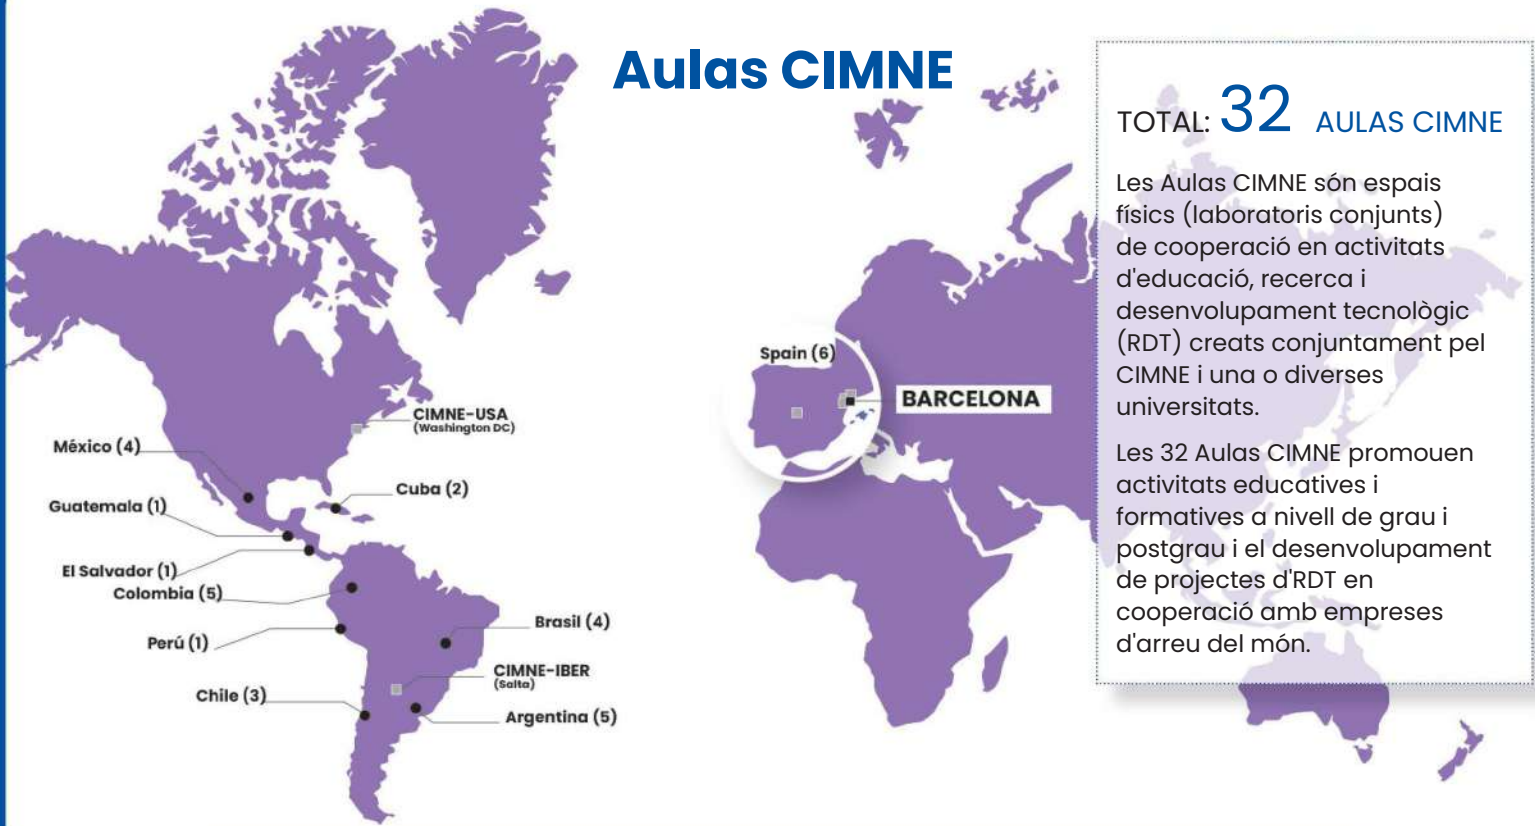 Aulas CIMNE
TOTAL: 32 AULAS CIMNE
Les Aulas CIMNE són espais
físics (laboratoris conjunts)
de cooperació en activitats
d'educació, recerca i
desenvolupament tecnològic
(RDT) creats conjuntament pel
CIMNE i una o diverses
universitats.
Les 32 Aulas CIMNE promouen
activitats educatives i
formatives a nivell de grau i
postgrau i el desenvolupament
de projectes d'RDT en
cooperació amb empreses
d'arreu del món.
Spain (6)
BARCELONA
CIMNE-USA
(Washington DC)
México (4)
Cuba (2)
Guatemala (1)
El Salvador (1)
Colombia (5)
Perú (1)
Brasil (4)
CIMNE-IBER
(Salta)
Chile (3)
Argentina (5)